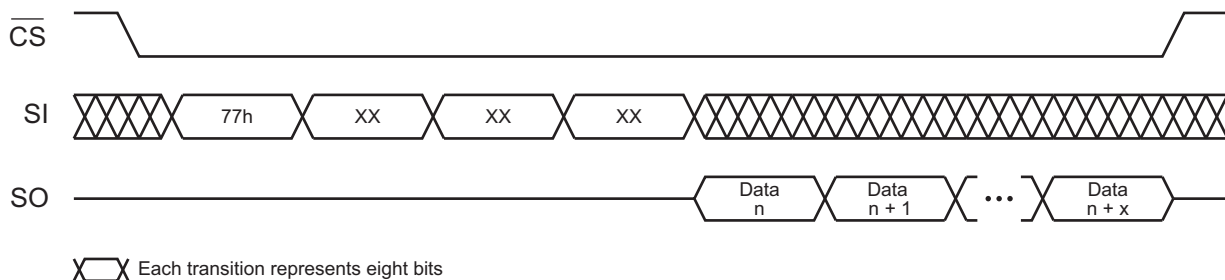 CS
SI
77h
XX
XX
XX
SO
Data
n
Data
n + 1
•••
Data
n + x
Each transition represents eight bits